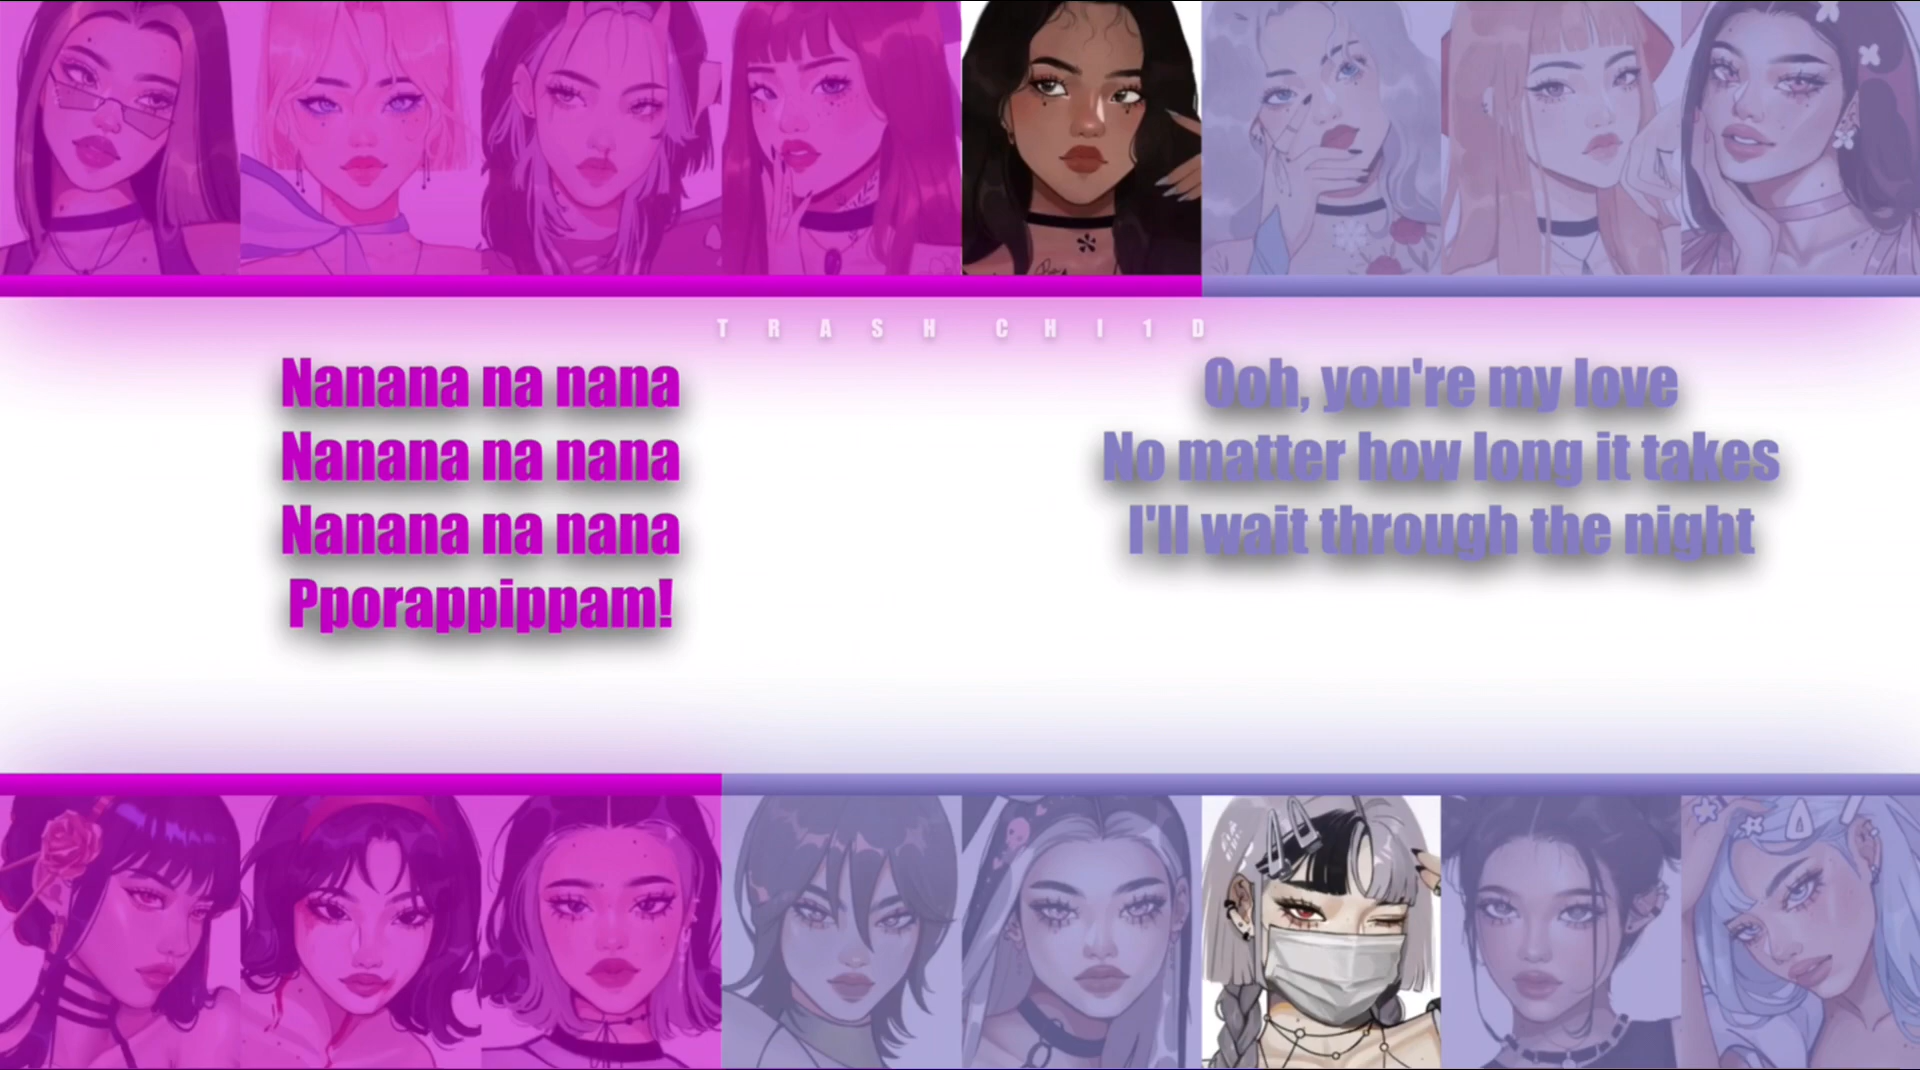 T R A S H C H I 1 D
Nanana na nana
Nanana na nana
Nanana na nana
Pporappippam!
Ooh, you're my love
No matter how long it takes
I'll wait through the night